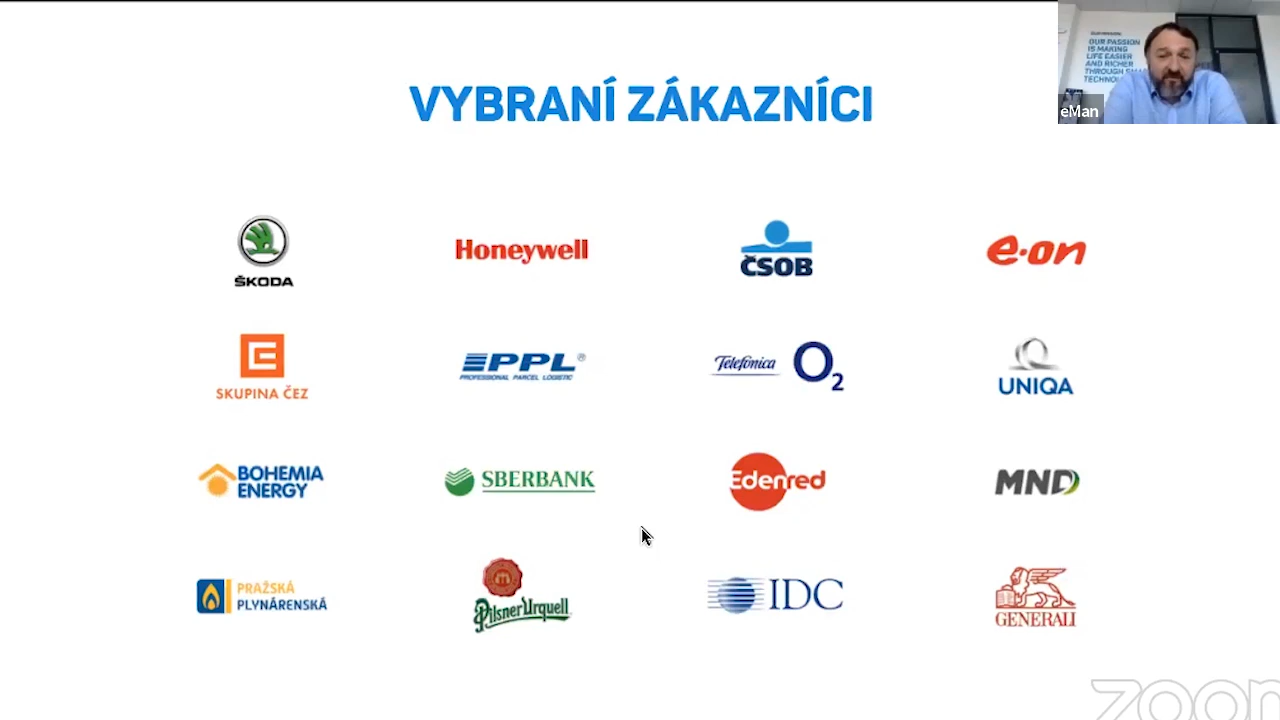 VYBRANÍ ZÁKAZNÍCI
OUR PASSION
IS MAKING
LIFE EASIER
AND RICHER
THROUGH
eMan
ŠKODA
Honeywell
ČSOB
e·on
SKUPINA ČEZ
PPL®
PROFESSIONAL PARCEL LOGISTIC
Telefónica O2
UNIQA
BOHEMIA
ENERGY
SBERBANK
Edenred
MND
PRAŽSKÁ
PLYNÁRENSKÁ
Pilsner Urquell
IDC
GENERALI
zoom